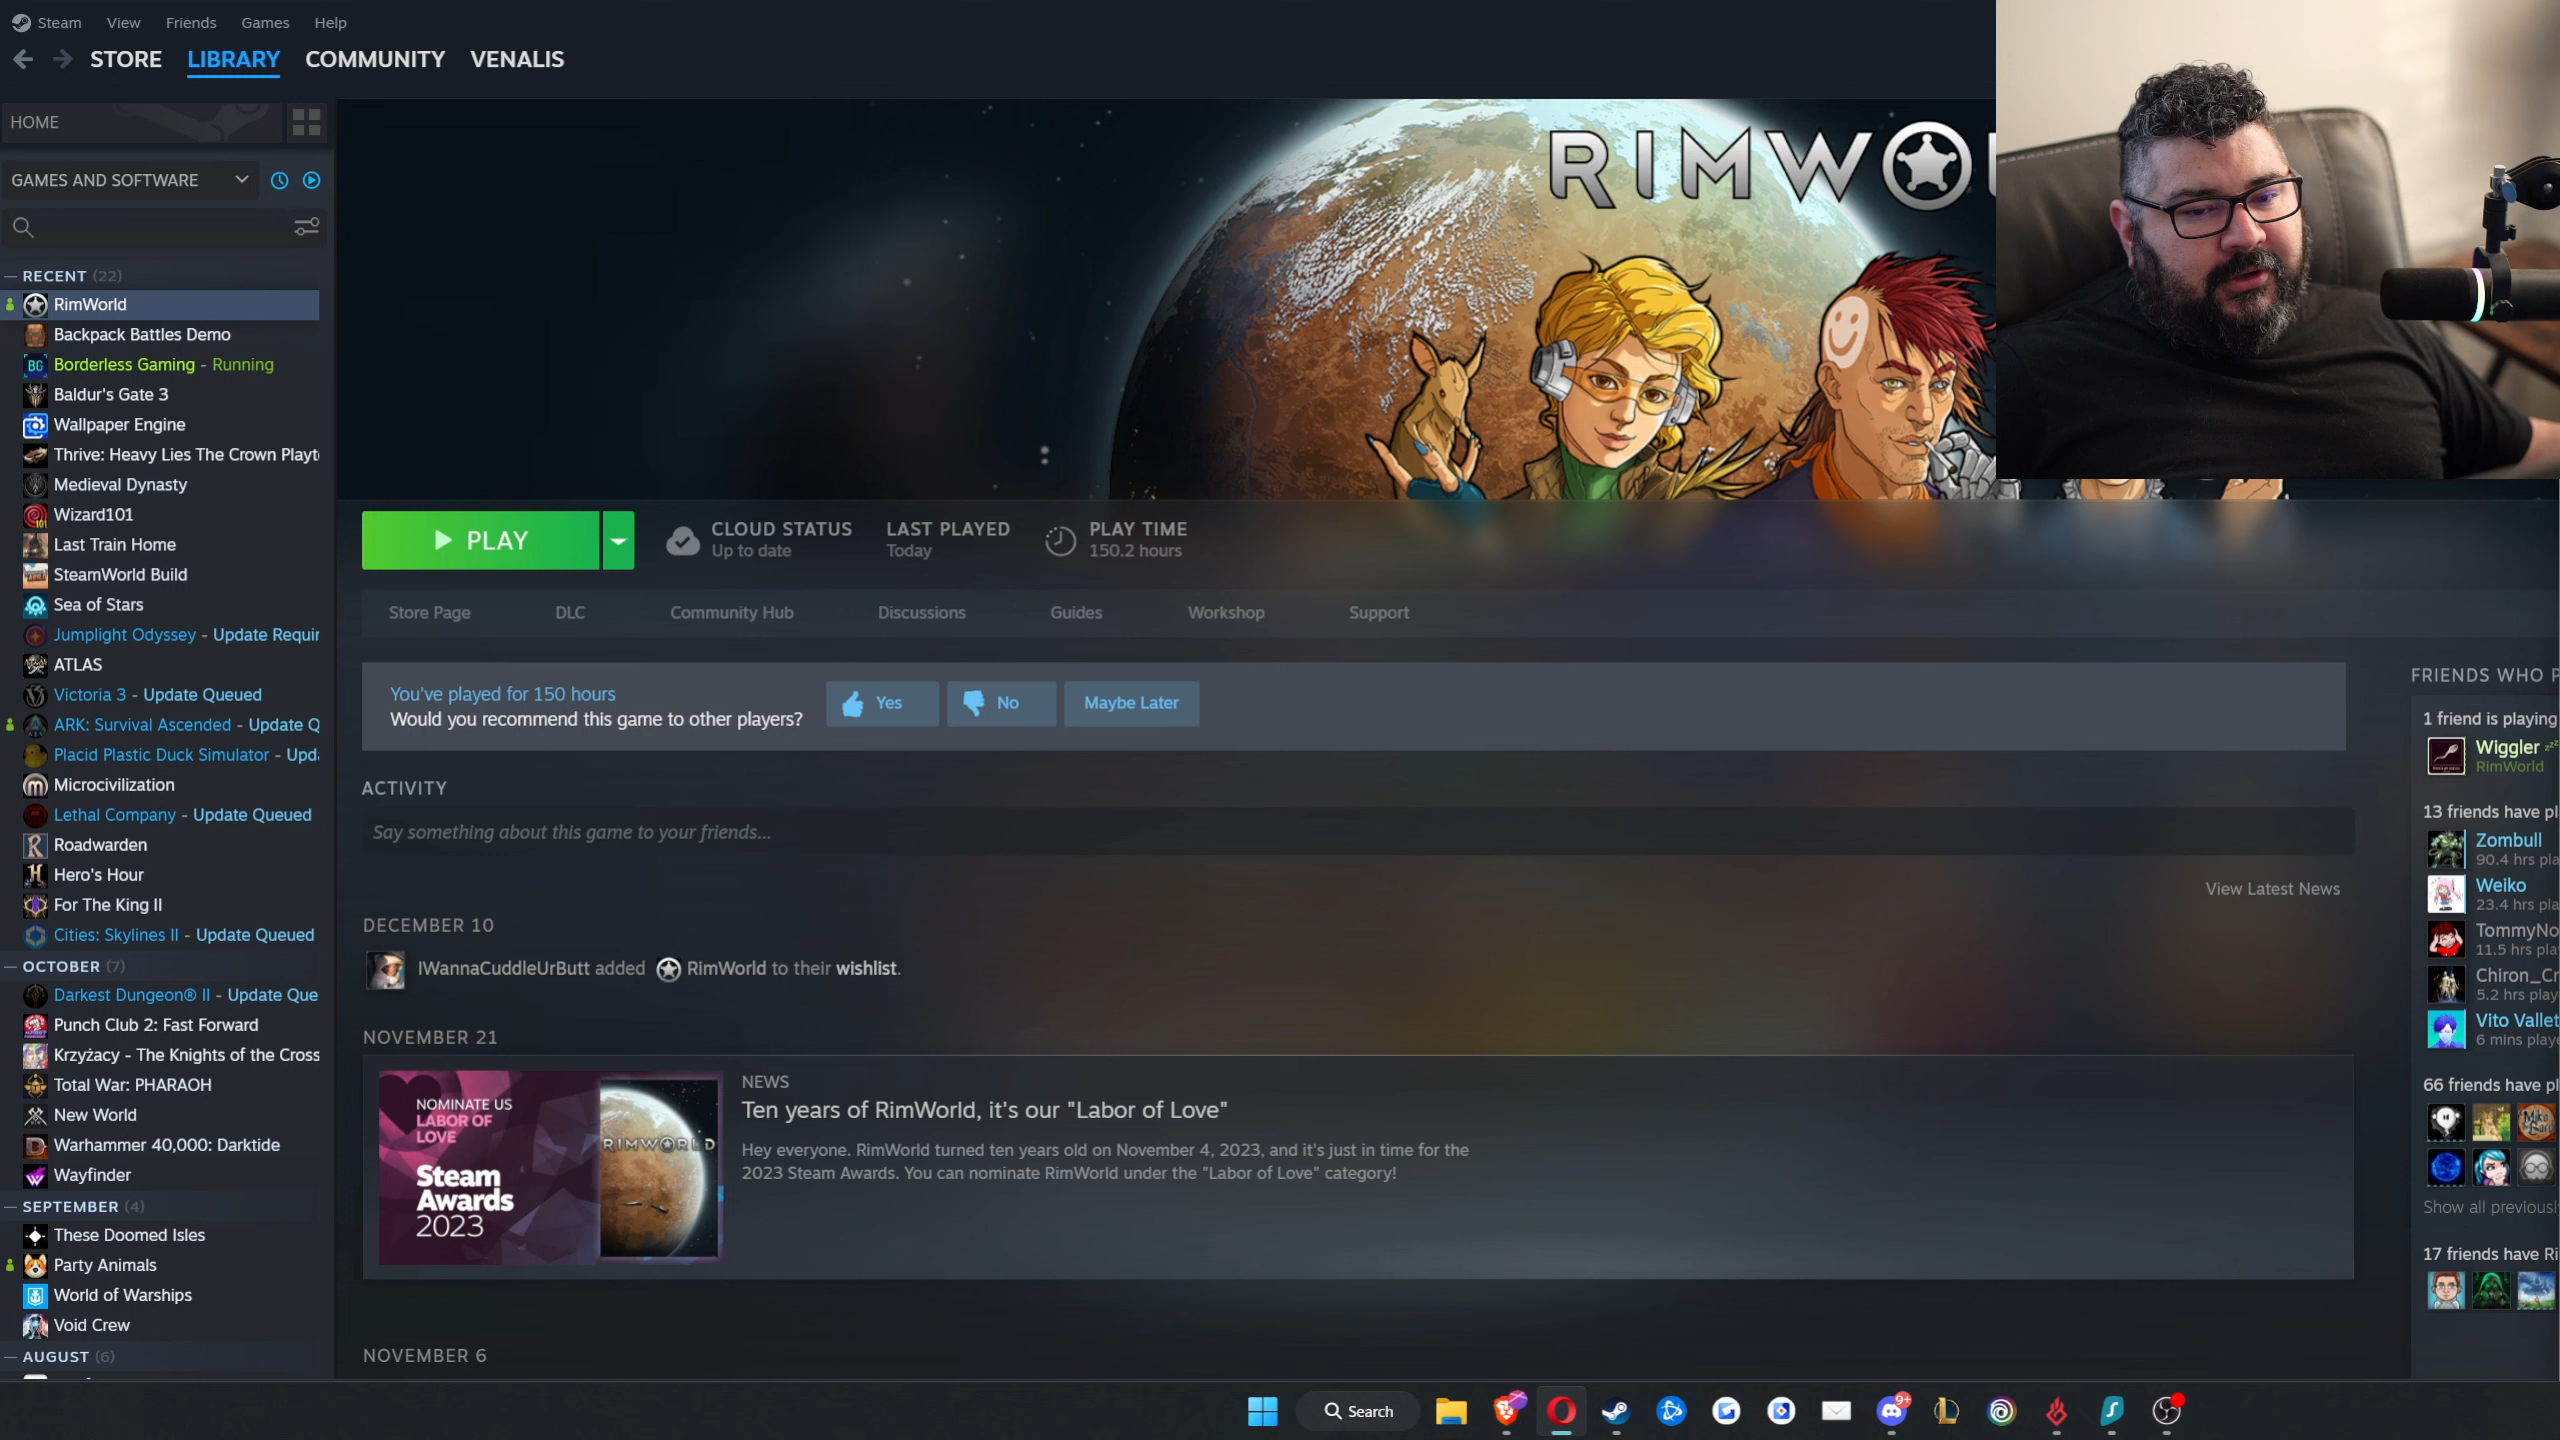 Steam View Friends Games Help
STORE LIBRARY COMMUNITY VENALIS
HOME
GAMES AND SOFTWARE
— RECENT (22)
RimWorld
Backpack Battles Demo
BG Borderless Gaming - Running
Baldur's Gate 3
Wallpaper Engine
Thrive: Heavy Lies The Crown Playt
Medieval Dynasty
Wizard101
Last Train Home
SteamWorld Build
Sea of Stars
Jumplight Odyssey - Update Requir
ATLAS
Victoria 3 - Update Queued
ARK: Survival Ascended - Update Q
Placid Plastic Duck Simulator - Upd
Microcivilization
Lethal Company - Update Queued
Roadwarden
Hero's Hour
For The King II
Cities: Skylines II - Update Queued
— OCTOBER (7)
Darkest Dungeon® II - Update Que
Punch Club 2: Fast Forward
Krzyżacy - The Knights of the Cross
Total War: PHARAOH
New World
Warhammer 40,000: Darktide
Wayfinder
— SEPTEMBER (4)
These Doomed Isles
Party Animals
World of Warships
Void Crew
— AUGUST (6)
RIMWO
PLAY
CLOUD STATUS
Up to date
LAST PLAYED
Today
PLAY TIME
150.2 hours
Store Page DLC Community Hub Discussions Guides Workshop Support
You've played for 150 hours
Would you recommend this game to other players?
Yes No Maybe Later
ACTIVITY
Say something about this game to your friends...
View Latest News
DECEMBER 10
IWannaCuddleUrButt added RimWorld to their wishlist.
NOVEMBER 21
NOMINATE US
LABOR OF
LOVE
Steam
Awards
2023
RIMWORLD
NEWS
Ten years of RimWorld, it's our "Labor of Love"
Hey everyone. RimWorld turned ten years old on November 4, 2023, and it's just in time for the
2023 Steam Awards. You can nominate RimWorld under the "Labor of Love" category!
NOVEMBER 6
FRIENDS WHO P
1 friend is playing
Wiggler zzz
RimWorld
13 friends have pl
Zombull
90.4 hrs pla
Weiko
23.4 hrs pla
TommyNo
11.5 hrs pla
Chiron_Cr
5.2 hrs play
Vito Vallet
6 mins playe
66 friends have pl
Show all previousl
17 friends have Ri
Search
9+